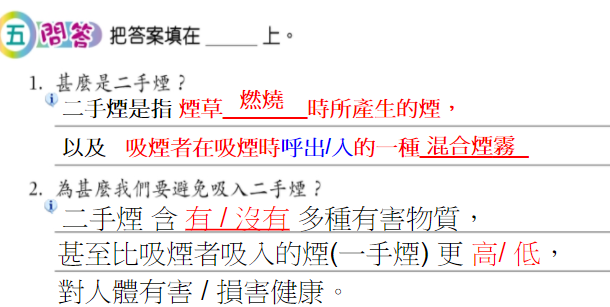 五 問答 把答案填在 ______ 上。
1. 甚麼是二手煙？
二手煙是指 煙草 燃燒 時所產生的煙，
以及 吸煙者在吸煙時呼出/入的一種 混合煙霧
2. 為甚麼我們要避免吸入二手煙？
二手煙 含 有 / 沒有 多種有害物質，
甚至比吸煙者吸入的煙(一手煙) 更 高/ 低，
對人體有害 / 損害健康。